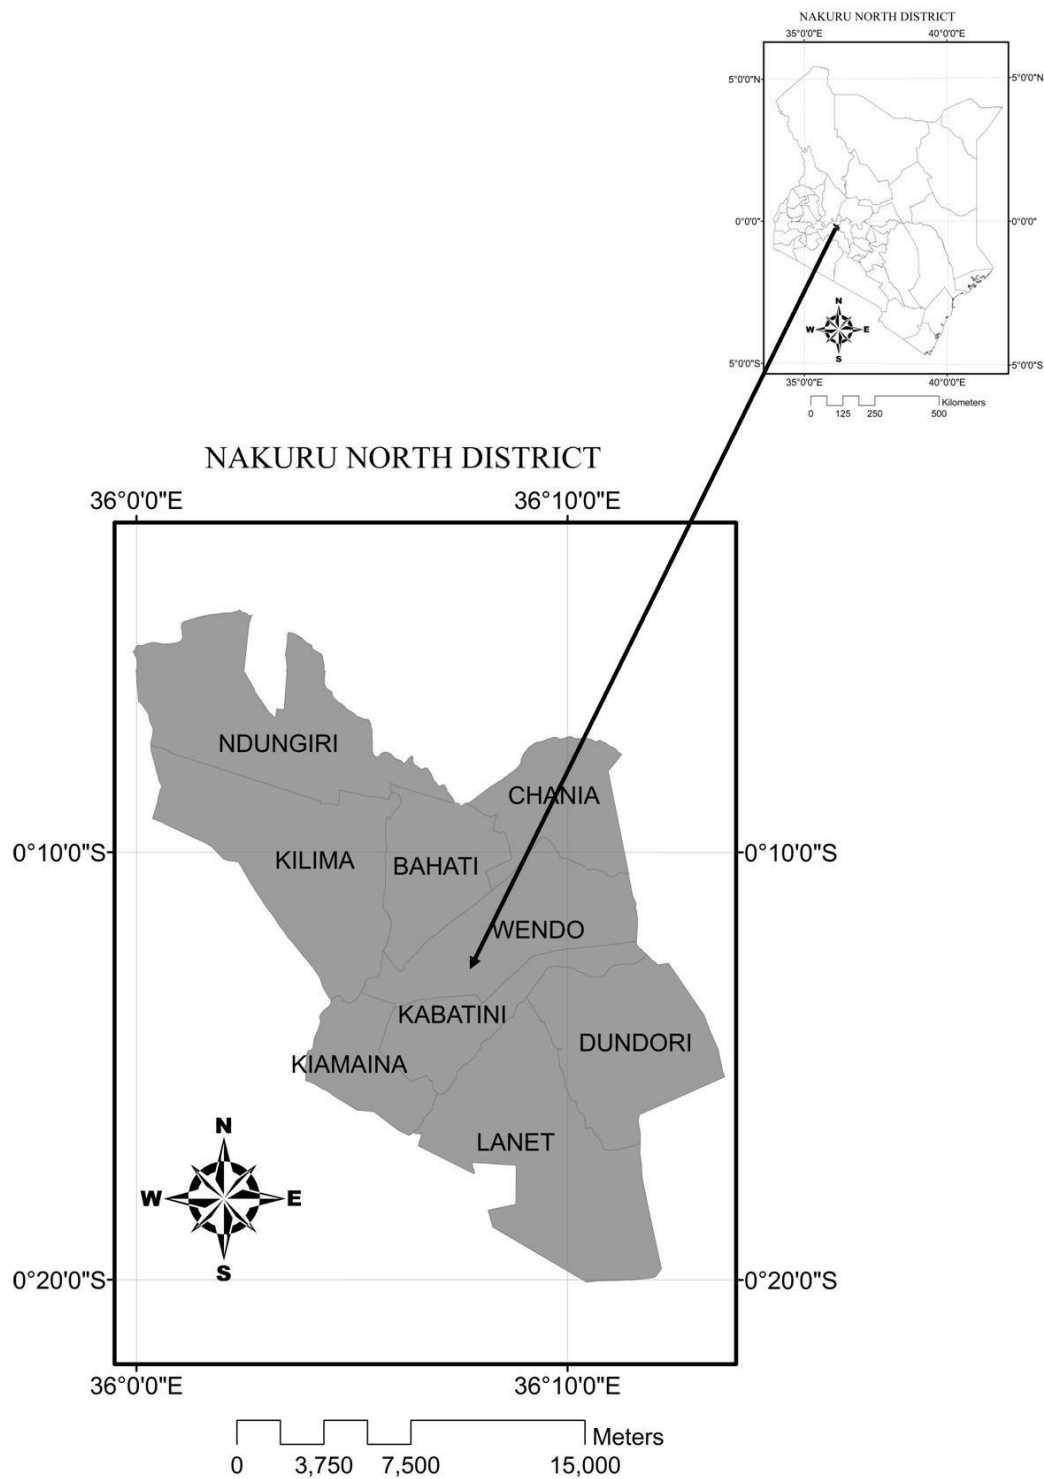 NAKURU NORTH DISTRICT
35°0'0"E 40°0'0"E
5°0'0"N 5°0'0"N
0°0'0" 0°0'0"
N
W E
S
5°0'0"S 5°0'0"S
35°0'0"E 40°0'0"E
Kilometers
0 125 250 500
NAKURU NORTH DISTRICT
36°0'0"E 36°10'0"E
NDUNGIRI
CHANIA
0°10'0"S 0°10'0"S
KILIMA BAHATI
WENDO
KABATINI
DUNDORI
KIAMAINA
LANET
N
W E
S
0°20'0"S 0°20'0"S
36°0'0"E 36°10'0"E
Meters
0 3,750 7,500 15,000